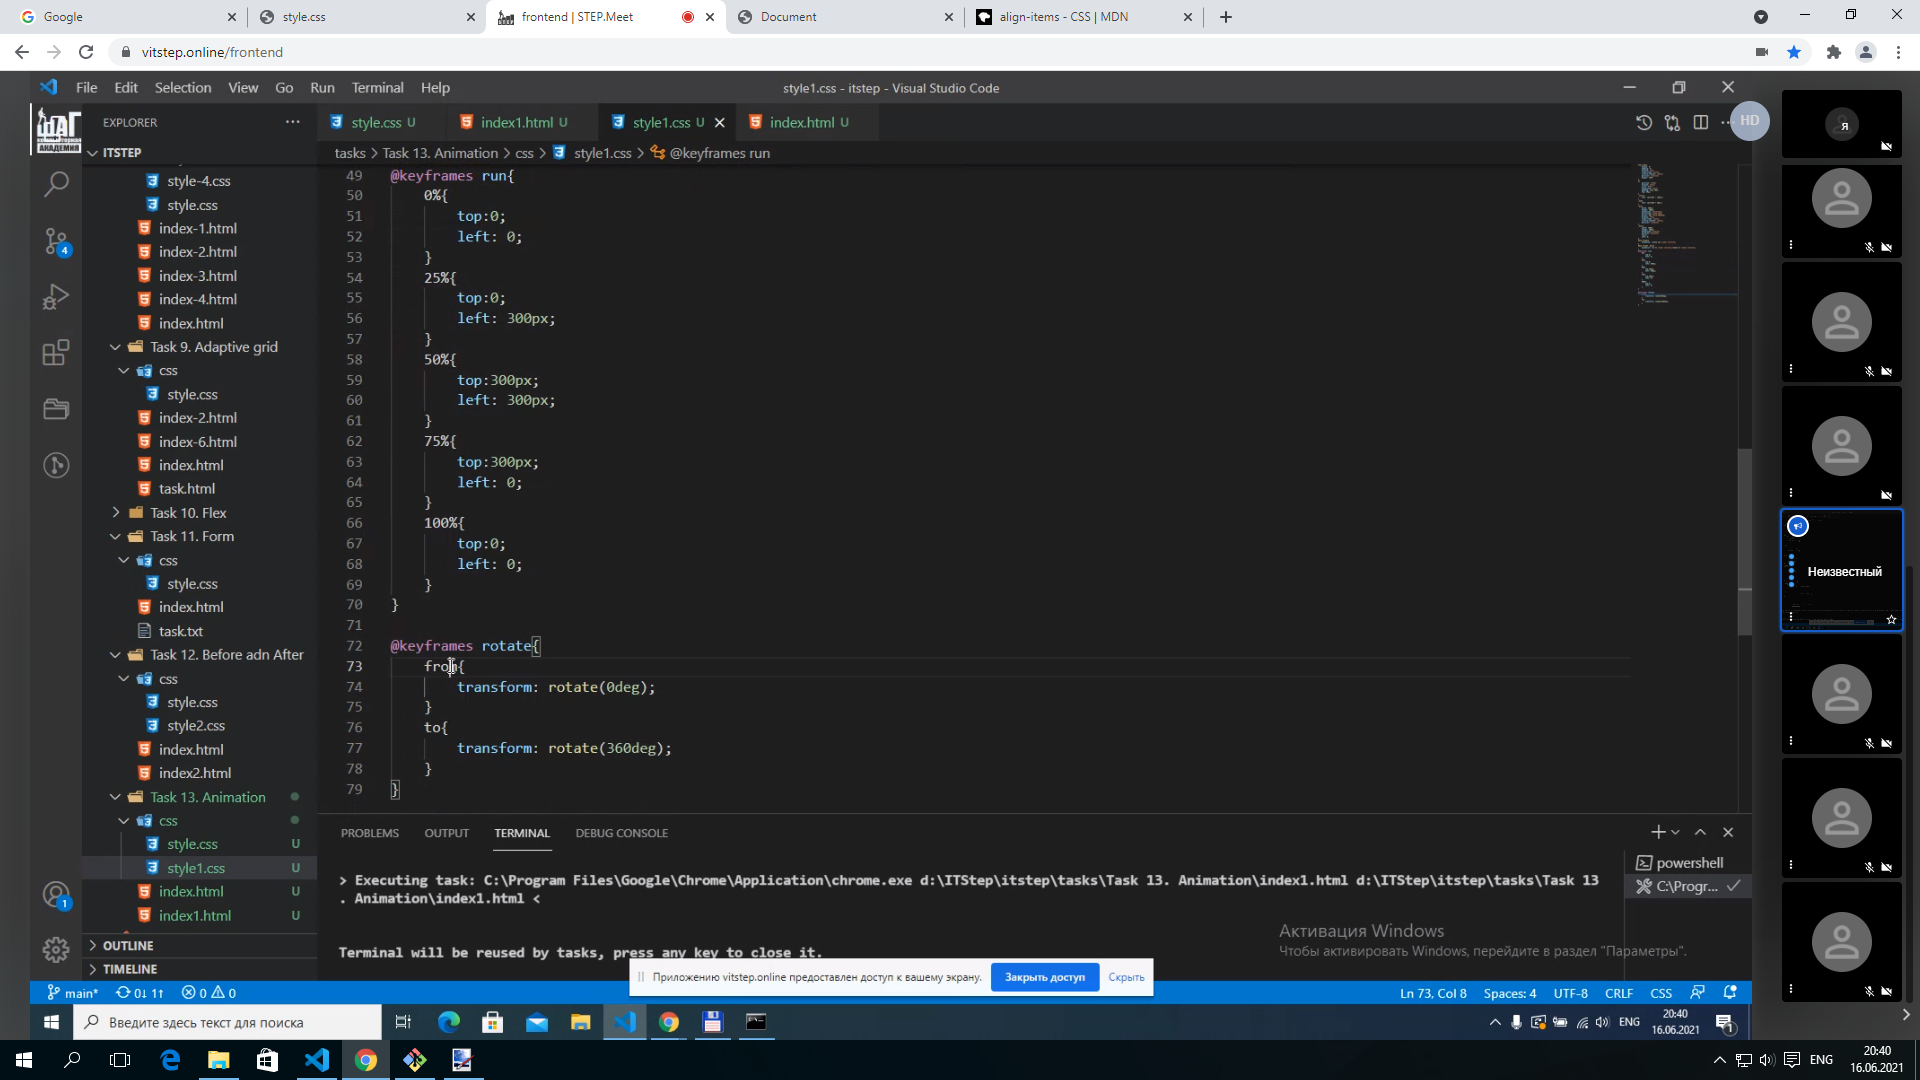 Google
style.css
frontend | STEP.Meet
Document
align-items - CSS | MDN
vitstep.online/frontend
File Edit Selection View Go Run Terminal Help
style1.css - itstep - Visual Studio Code
ШАГ
АКАДЕМИЯ
EXPLORER
style.css U
index1.html U
style1.css U
index.html U
HD
Я
ITSTEP
tasks > Task 13. Animation > css > style1.css > @keyframes run
style-4.css
style.css
index-1.html
index-2.html
index-3.html
index-4.html
index.html
Task 9. Adaptive grid
css
style.css
index-2.html
index-6.html
index.html
task.html
Task 10. Flex
Task 11. Form
css
style.css
index.html
task.txt
Task 12. Before adn After
css
style.css
style2.css
index.html
index2.html
Task 13. Animation
css
style.css U
style1.css U
index.html U
index1.html U
OUTLINE
TIMELINE
4
1
49 @keyframes run{
50 0%{
51 top:0;
52 left: 0;
53 }
54 25%{
55 top:0;
56 left: 300px;
57 }
58 50%{
59 top:300px;
60 left: 300px;
61 }
62 75%{
63 top:300px;
64 left: 0;
65 }
66 100%{
67 top:0;
68 left: 0;
69 }
70 }
71
72 @keyframes rotate{
73 from{
74 transform: rotate(0deg);
75 }
76 to{
77 transform: rotate(360deg);
78 }
79 }
Неизвестный
PROBLEMS OUTPUT TERMINAL DEBUG CONSOLE
powershell
C:\Progr...
> Executing task: C:\Program Files\Google\Chrome\Application\chrome.exe d:\ITStep\itstep\tasks\Task 13. Animation\index1.html d:\ITStep\itstep\tasks\Task 13
. Animation\index1.html <
Terminal will be reused by tasks, press any key to close it.
Активация Windows
Чтобы активировать Windows, перейдите в раздел "Параметры".
Приложению vitstep.online предоставлен доступ к вашему экрану.
Закрыть доступ
Скрыть
main* 0↓ 1↑ 0 0
Ln 73, Col 8 Spaces: 4 UTF-8 CRLF CSS
Введите здесь текст для поиска
ENG
20:40
16.06.2021
1
ENG
20:40
16.06.2021